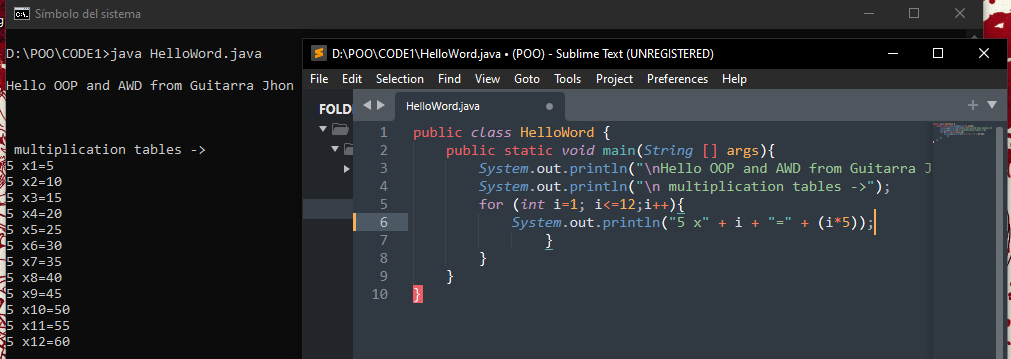 Símbolo del sistema
D:\POO\CODE1>java HelloWord.java
Hello OOP and AWD from Guitarra Jhon
 multiplication tables ->
5 x1=5
5 x2=10
5 x3=15
5 x4=20
5 x5=25
5 x6=30
5 x7=35
5 x8=40
5 x9=45
5 x10=50
5 x11=55
5 x12=60
D:\POO\CODE1\HelloWord.java • (POO) - Sublime Text (UNREGISTERED)
File Edit Selection Find View Goto Tools Project Preferences Help
FOLD
HelloWord.java
1 public class HelloWord {
2     public static void main(String [] args){
3         System.out.println("\nHello OOP and AWD from Guitarra J
4         System.out.println("\n multiplication tables ->");
5         for (int i=1; i<=12;i++){
6             System.out.println("5 x" + i + "=" + (i*5));
7                 }
8         }
9     }
10 }